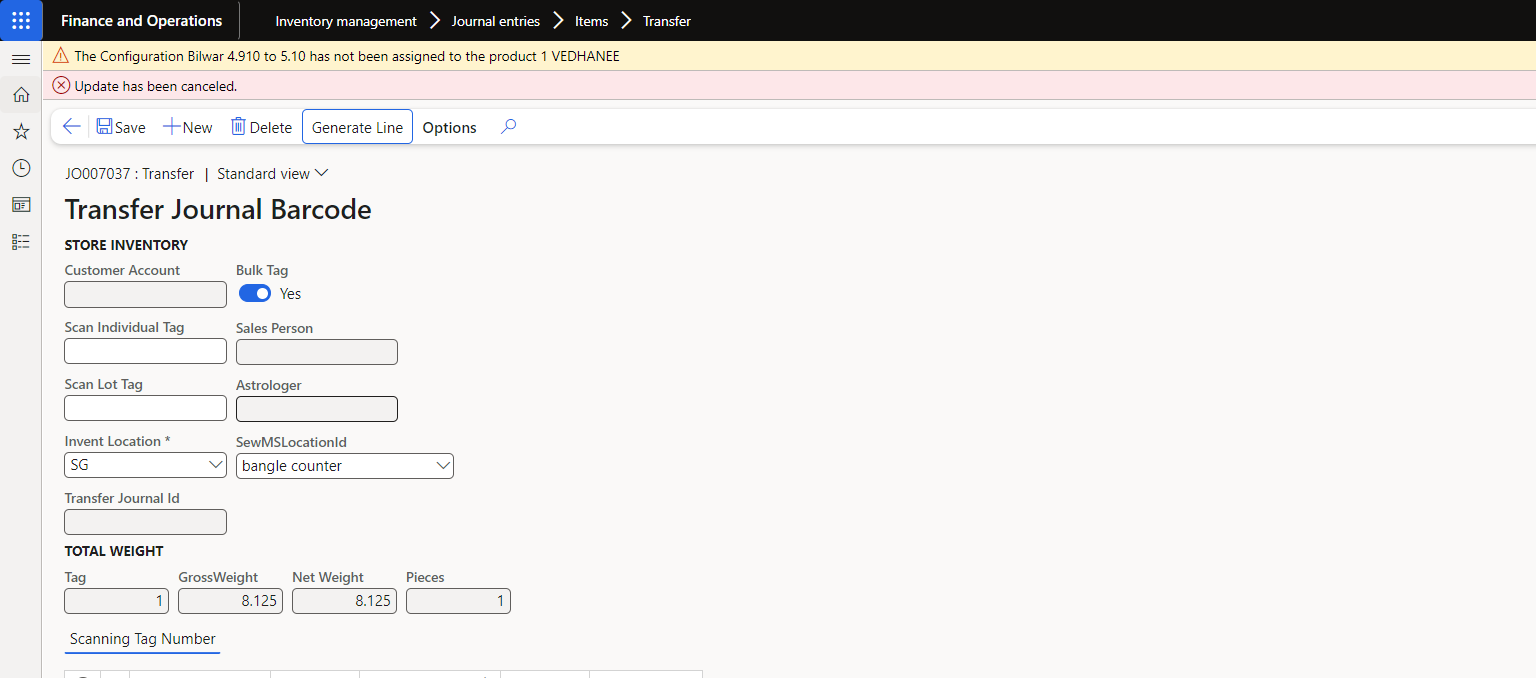 Finance and Operations
Inventory management Journal entries Items Transfer
The Configuration Bilwar 4.910 to 5.10 has not been assigned to the product 1 VEDHANEE
Update has been canceled.
Save New Delete Generate Line Options
JO007037 : Transfer | Standard view
Transfer Journal Barcode
STORE INVENTORY
Customer Account Bulk Tag
Yes
Scan Individual Tag Sales Person
Scan Lot Tag Astrologer
Invent Location * SewMSLocationId
SG bangle counter
Transfer Journal Id
TOTAL WEIGHT
Tag GrossWeight Net Weight Pieces
1 8.125 8.125 1
Scanning Tag Number